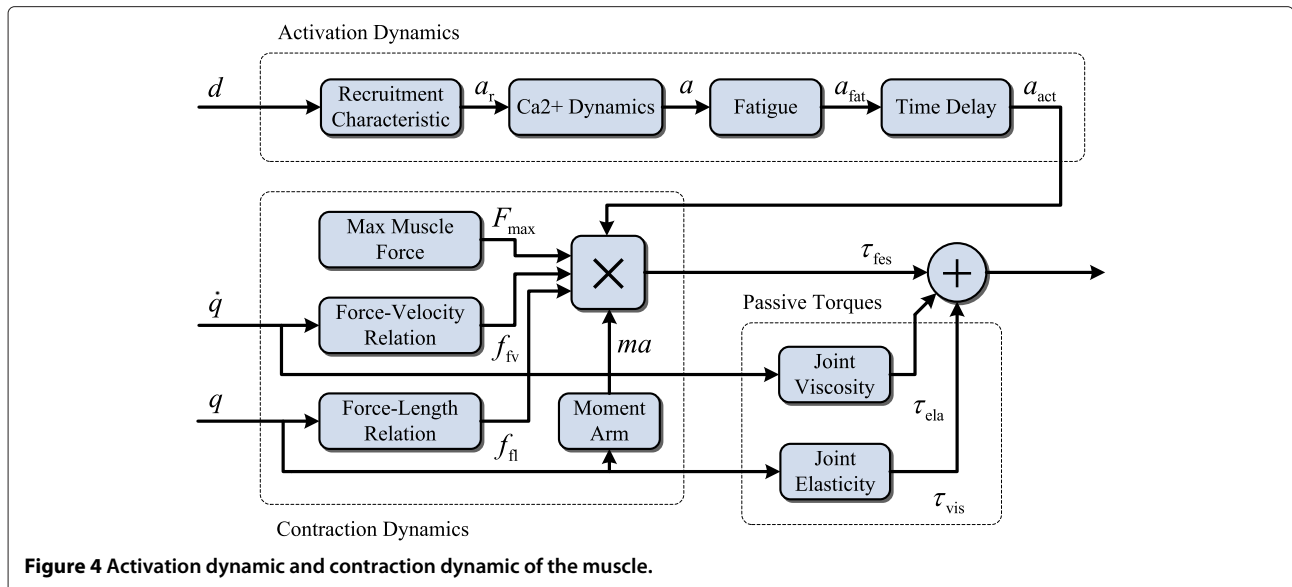 Activation Dynamics
d
Recruitment
Characteristic
a_r
Ca2+ Dynamics
a
Fatigue
a_fat
Time Delay
a_act
Max Muscle
Force
F_max
×
τ_fes
+
q̇
Force-Velocity
Relation
f_fv
ma
Passive Torques
Joint
Viscosity
τ_ela
q
Force-Length
Relation
f_fl
Moment
Arm
Joint
Elasticity
τ_vis
Contraction Dynamics
Figure 4 Activation dynamic and contraction dynamic of the muscle.